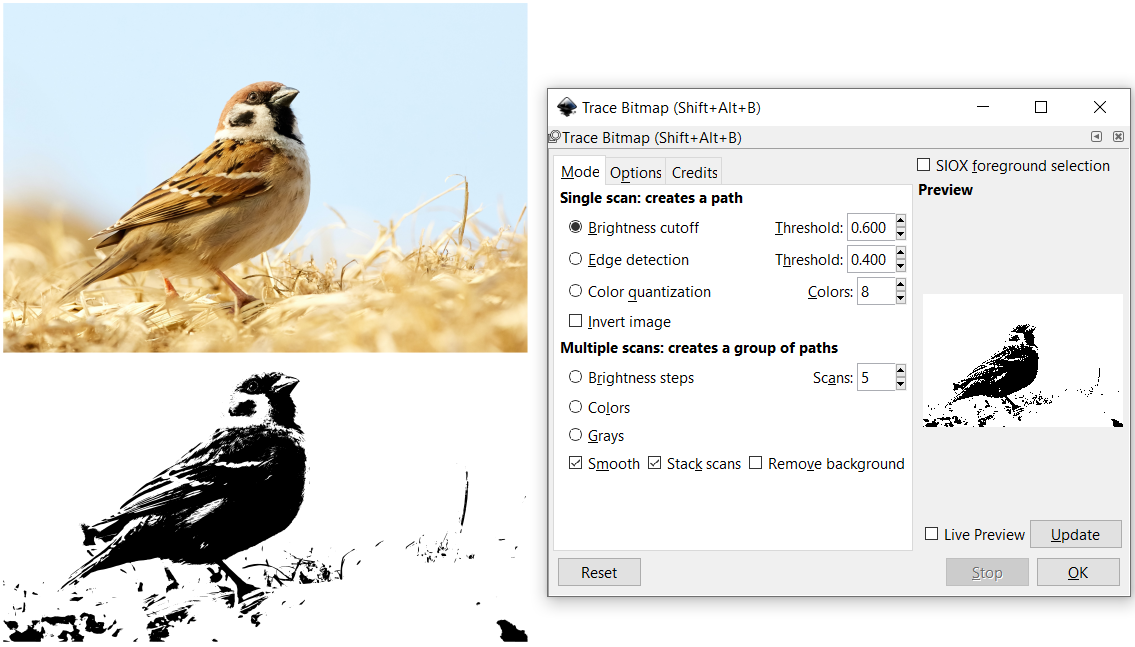 Trace Bitmap (Shift+Alt+B)
Trace Bitmap (Shift+Alt+B)
Mode Options Credits
SIOX foreground selection
Preview
Single scan: creates a path
Brightness cutoff Threshold: 0.600
Edge detection Threshold: 0.400
Color quantization Colors: 8
Invert image
Multiple scans: creates a group of paths
Brightness steps Scans: 5
Colors
Grays
Smooth Stack scans Remove background
Live Preview Update
Reset Stop OK